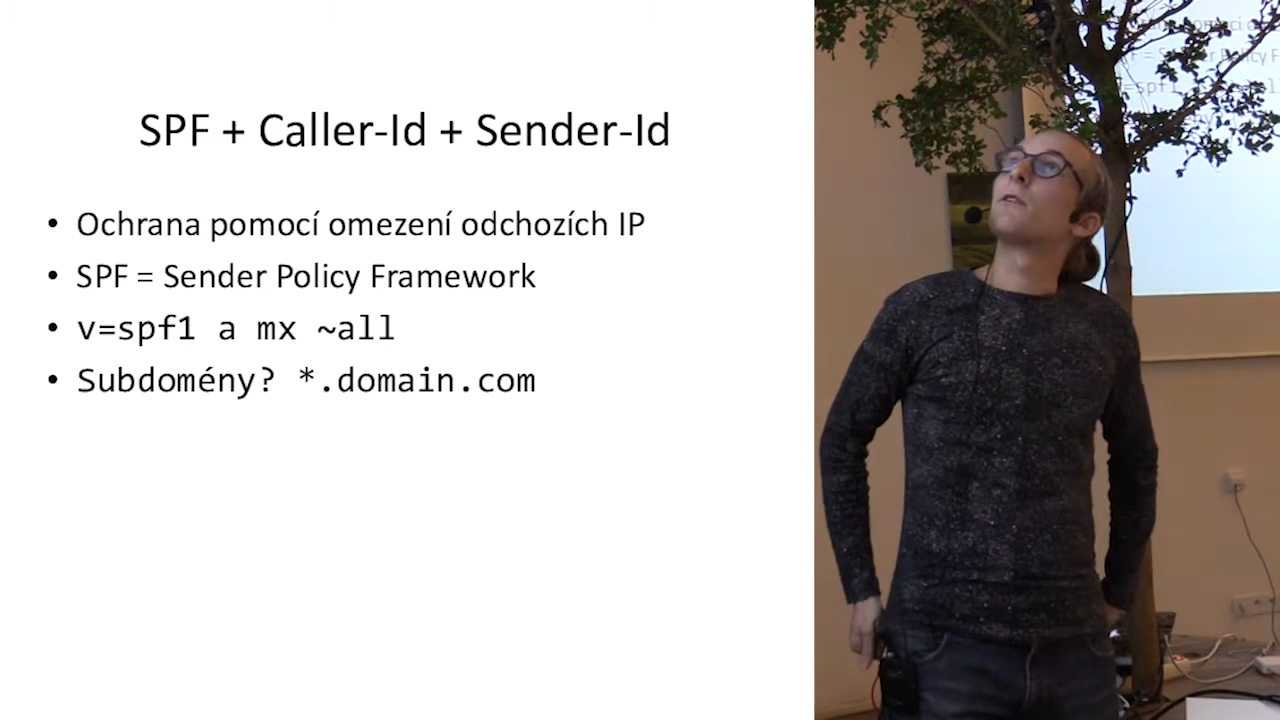 SPF + Caller-Id + Sender-Id
• Ochrana pomocí omezení odchozích IP
• SPF = Sender Policy Framework
• v=spf1 a mx ~all
• Subdomény? *.domain.com